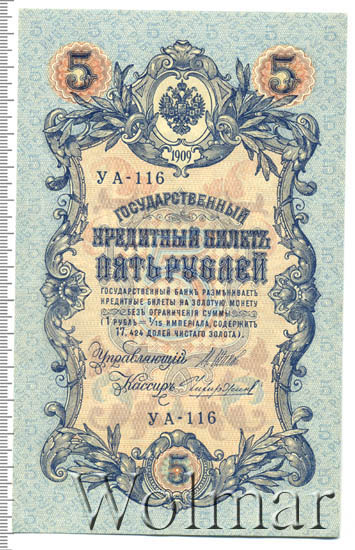 5 5
1909
УА-116
ГОСУДАРСТВЕННЫЙ
КРЕДИТНЫЙ БИЛЕТЪ
ПЯТЬ РУБЛЕЙ
ГОСУДАРСТВЕННЫЙ БАНКЪ РАЗМѢНИВАЕТЪ
КРЕДИТНЫЕ БИЛЕТЫ НА ЗОЛОТУЮ МОНЕТУ
БЕЗЪ ОГРАНИЧЕНІЯ СУММЫ
(1 РУБЛЬ = 1/15 ИМПЕРІАЛА, СОДЕРЖИТЪ
17,424 ДОЛЕЙ ЧИСТАГО ЗОЛОТА).
Управляющій
Кассиръ
УА-116
5
Wolmar